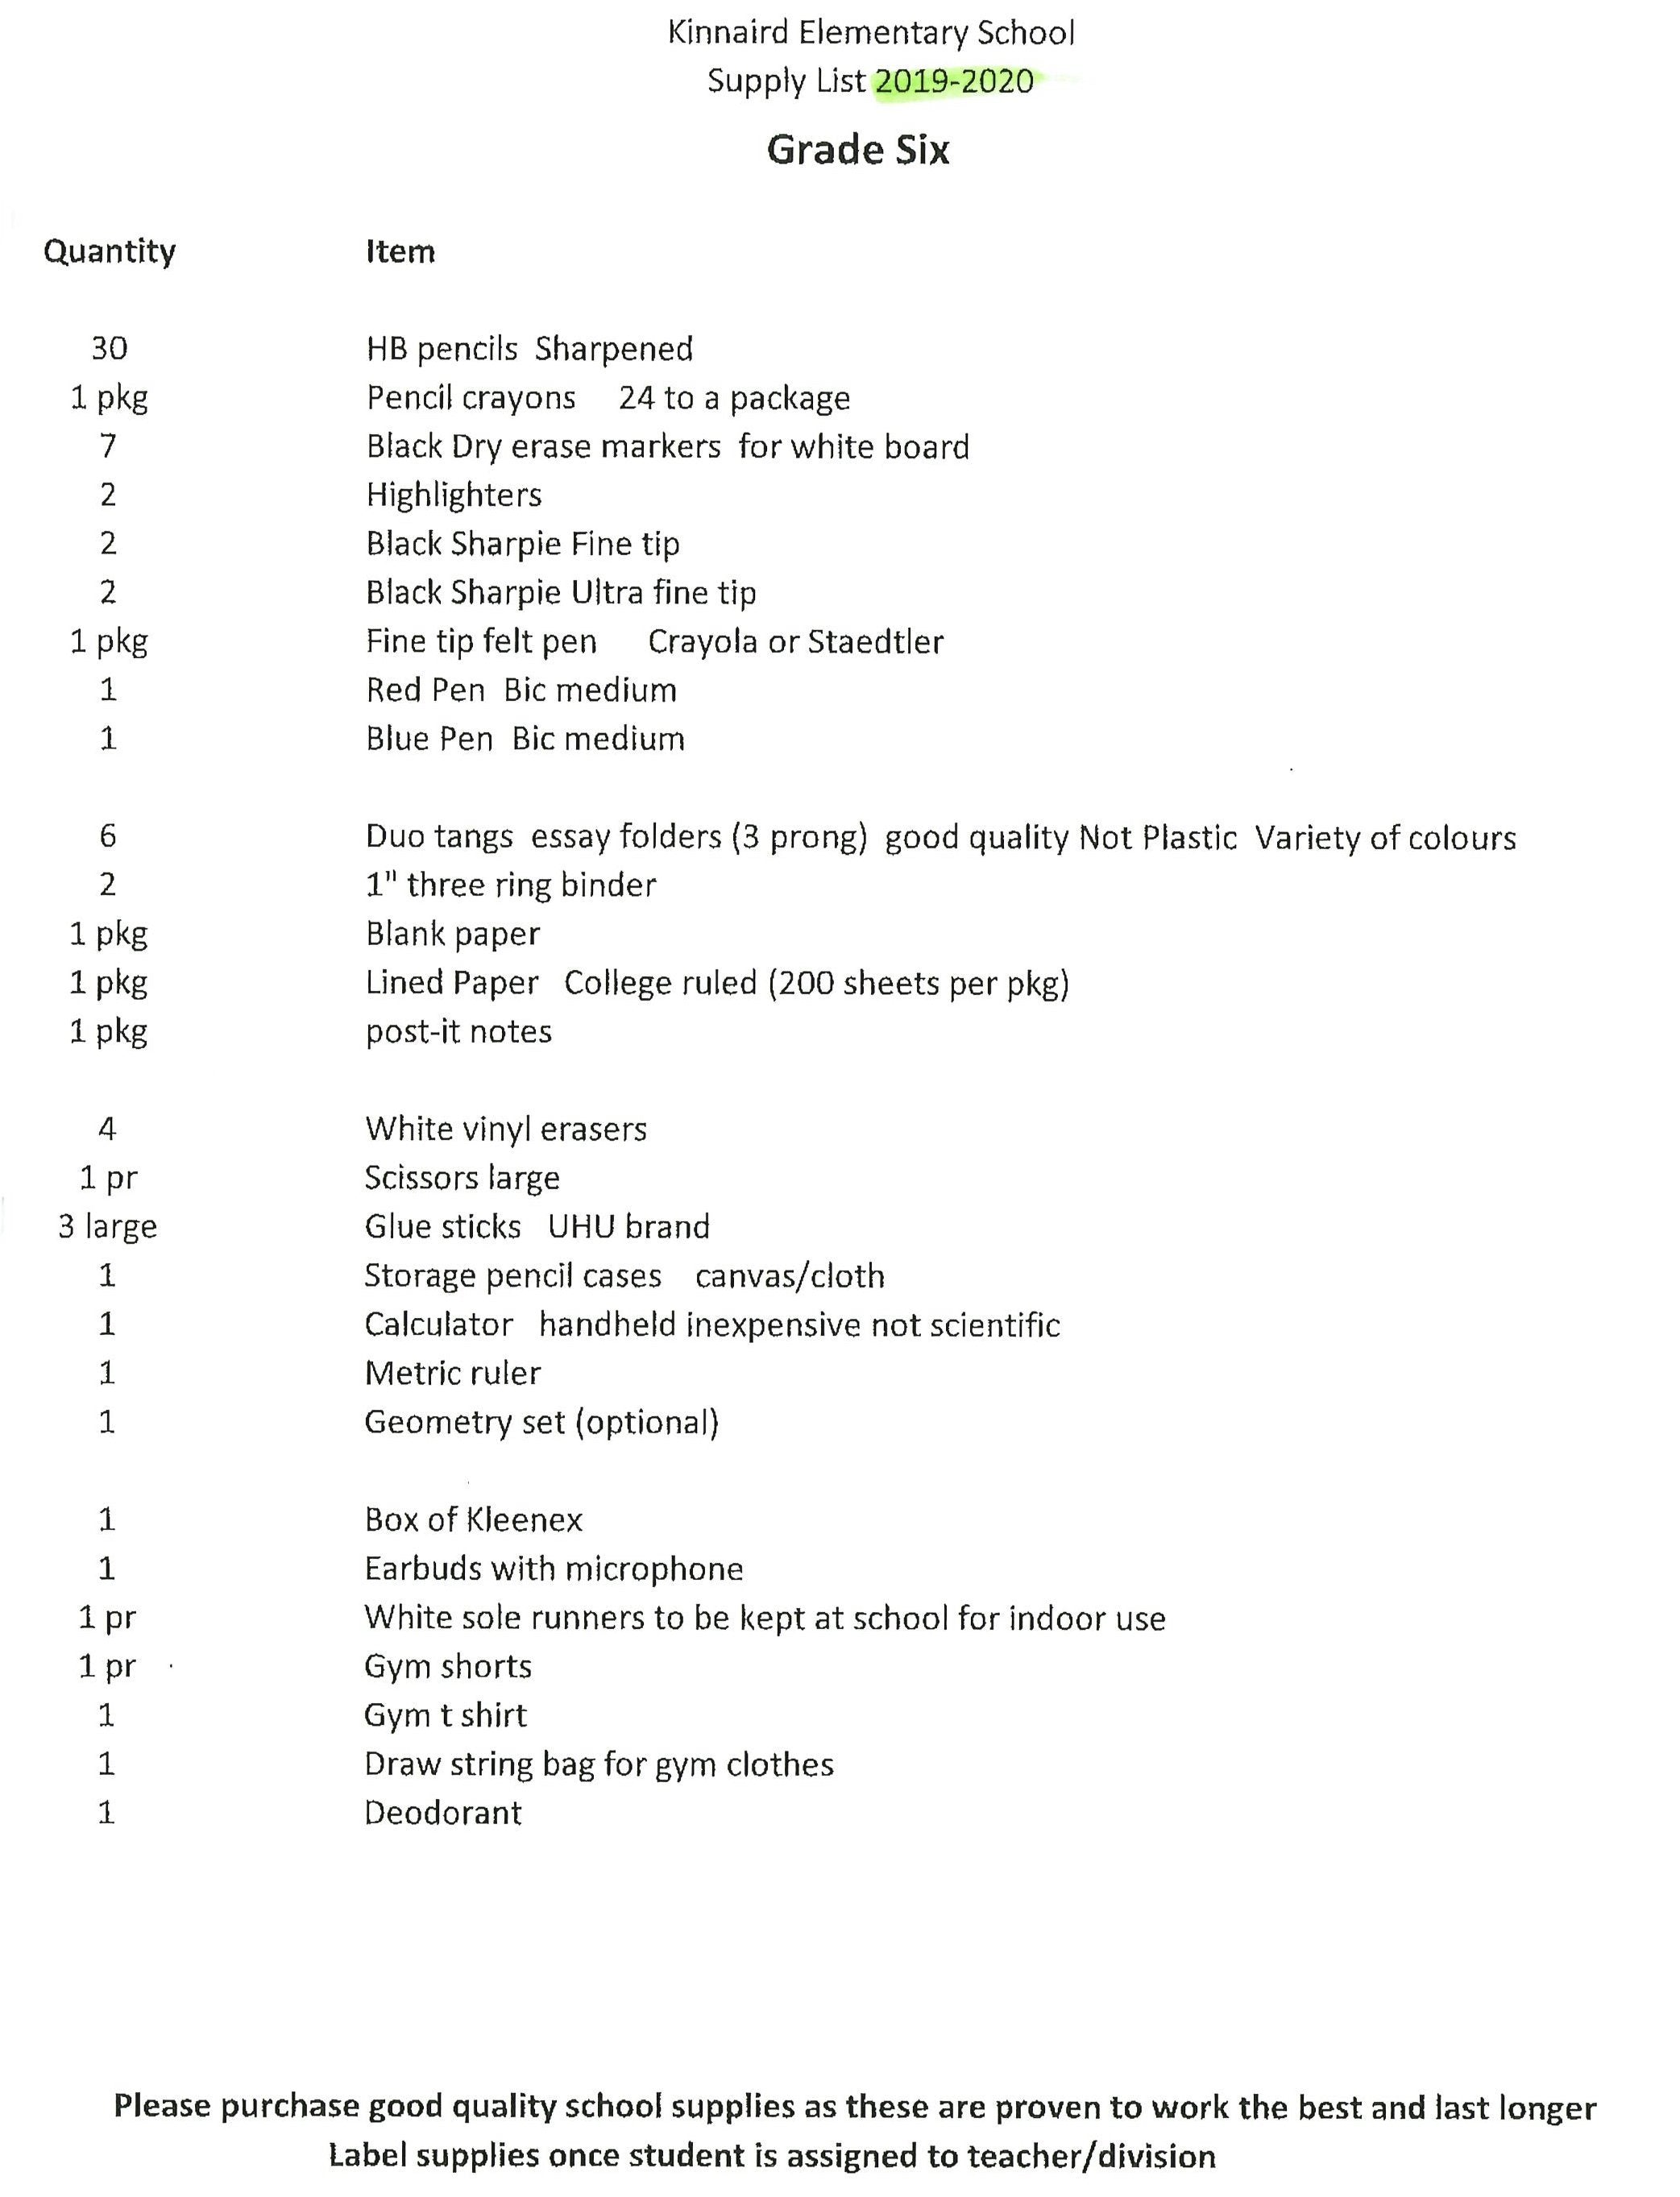 Kinnaird Elementary School
Supply List 2019-2020
Grade Six
Quantity Item
30 HB pencils Sharpened
1 pkg Pencil crayons 24 to a package
7 Black Dry erase markers for white board
2 Highlighters
2 Black Sharpie Fine tip
2 Black Sharpie Ultra fine tip
1 pkg Fine tip felt pen Crayola or Staedtler
1 Red Pen Bic medium
1 Blue Pen Bic medium
6 Duo tangs essay folders (3 prong) good quality Not Plastic Variety of colours
2 1" three ring binder
1 pkg Blank paper
1 pkg Lined Paper College ruled (200 sheets per pkg)
1 pkg post-it notes
4 White vinyl erasers
1 pr Scissors large
3 large Glue sticks UHU brand
1 Storage pencil cases canvas/cloth
1 Calculator handheld inexpensive not scientific
1 Metric ruler
1 Geometry set (optional)
1 Box of Kleenex
1 Earbuds with microphone
1 pr White sole runners to be kept at school for indoor use
1 pr Gym shorts
1 Gym t shirt
1 Draw string bag for gym clothes
1 Deodorant
Please purchase good quality school supplies as these are proven to work the best and last longer
Label supplies once student is assigned to teacher/division